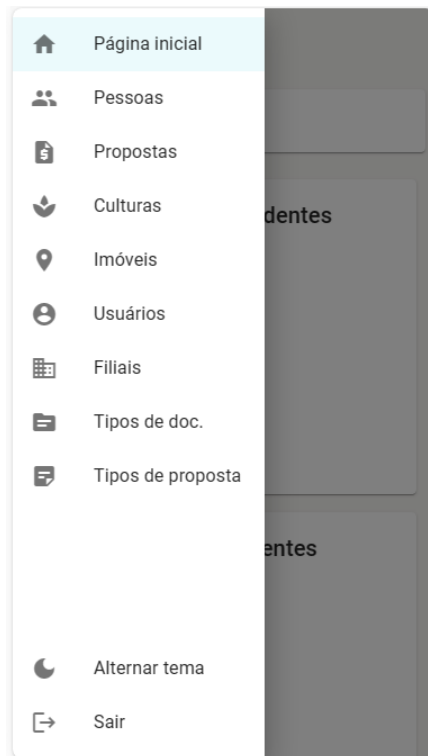 Página inicial
Pessoas
Propostas
Culturas
dentes
Imóveis
Usuários
Filiais
Tipos de doc.
Tipos de proposta
entes
Alternar tema
Sair